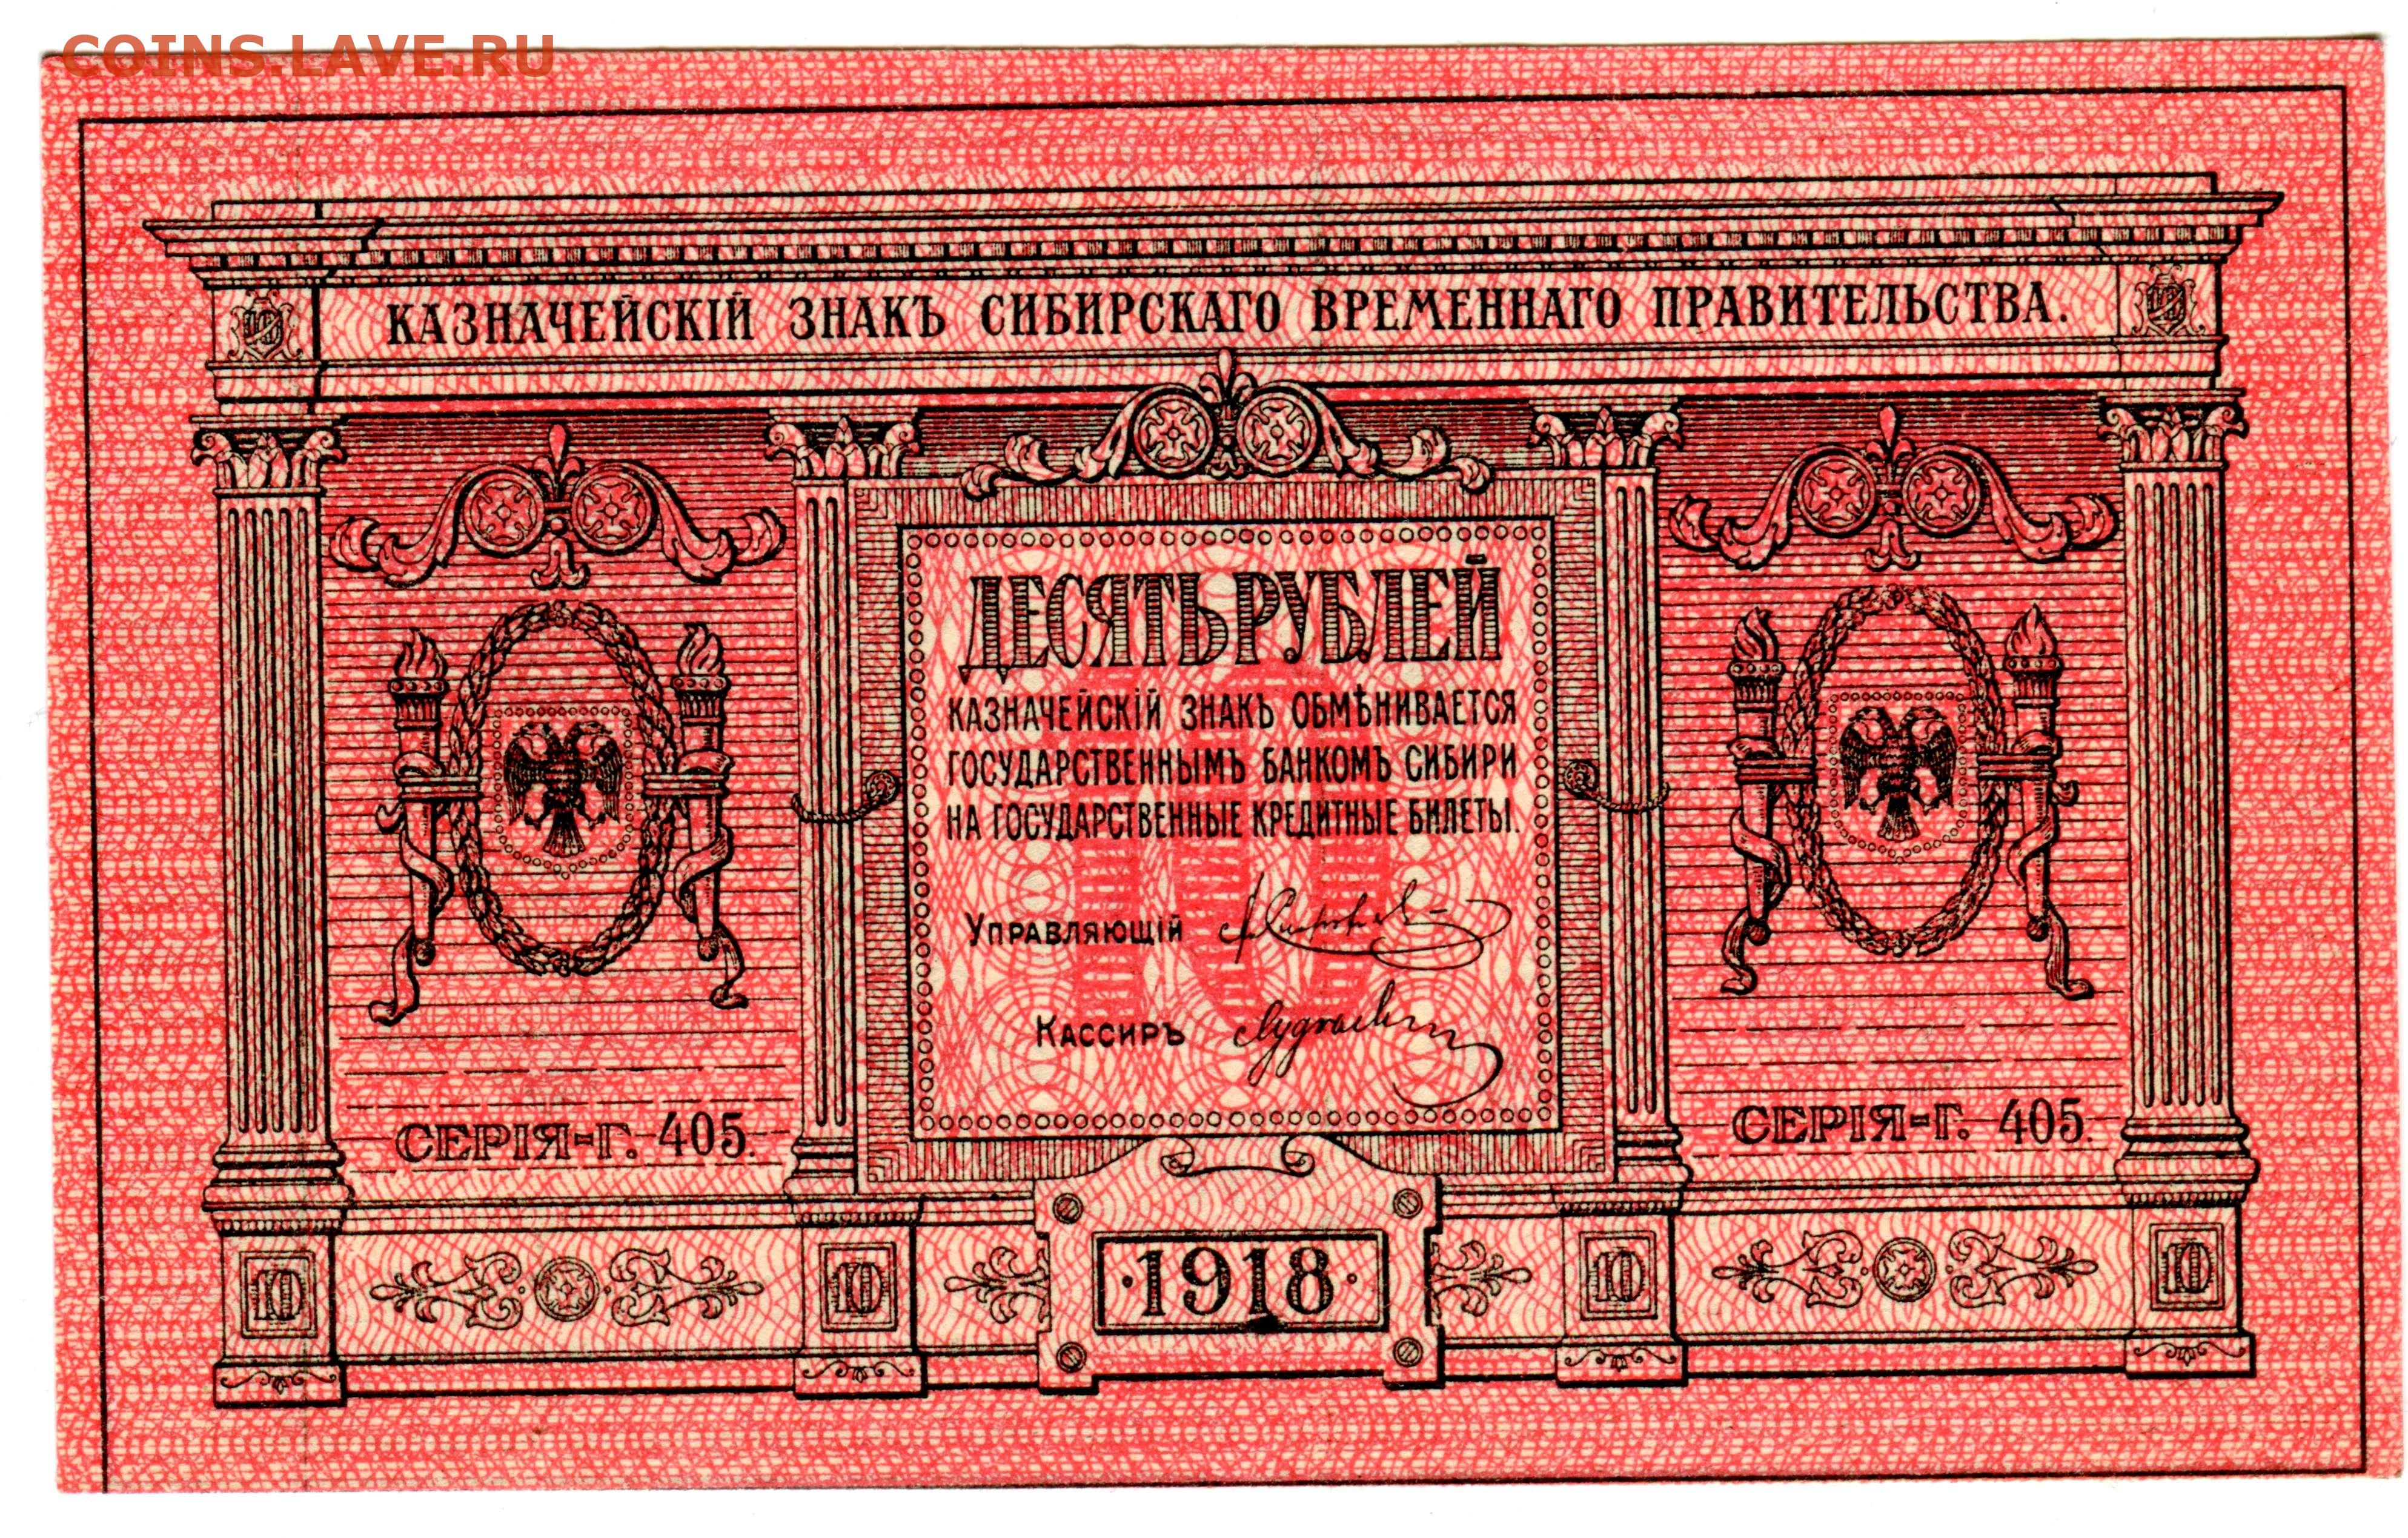 COINS.LAVE.RU
КАЗНАЧЕЙСКІЙ ЗНАКЪ СИБИРСКАГО ВРЕМЕННАГО ПРАВИТЕЛЬСТВА.
ДЕСЯТЬ РУБЛЕЙ
КАЗНАЧЕЙСКІЙ ЗНАКЪ ОБМѢНИВАЕТСЯ
ГОСУДАРСТВЕННЫМЪ БАНКОМЪ СИБИРИ
НА ГОСУДАРСТВЕННЫЕ КРЕДИТНЫЕ БИЛЕТЫ.
10
УПРАВЛЯЮЩІЙ
КАССИРЪ
СЕРІЯ-Г. 405.
СЕРІЯ-Г. 405.
10
10
·1918·
10
10